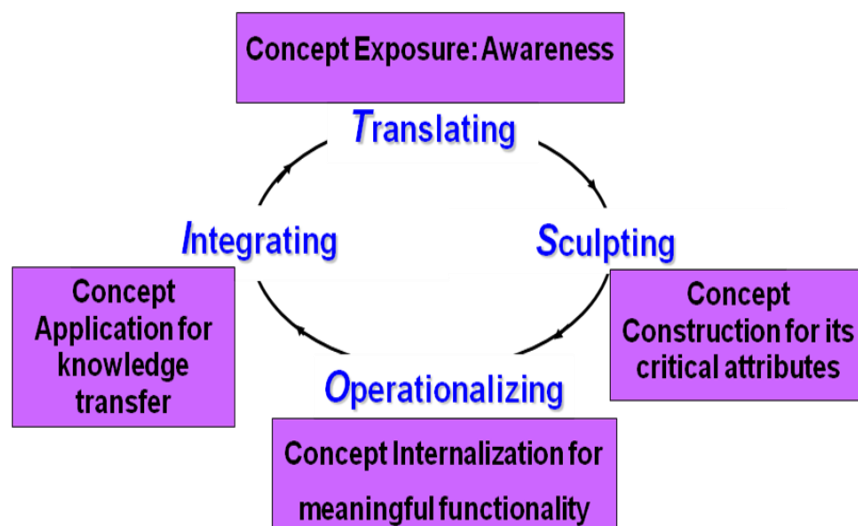 Concept Exposure: Awareness
Translating
Integrating
Sculpting
Concept
Application for
knowledge
transfer
Concept
Construction for its
critical attributes
Operationalizing
Concept Internalization for
meaningful functionality